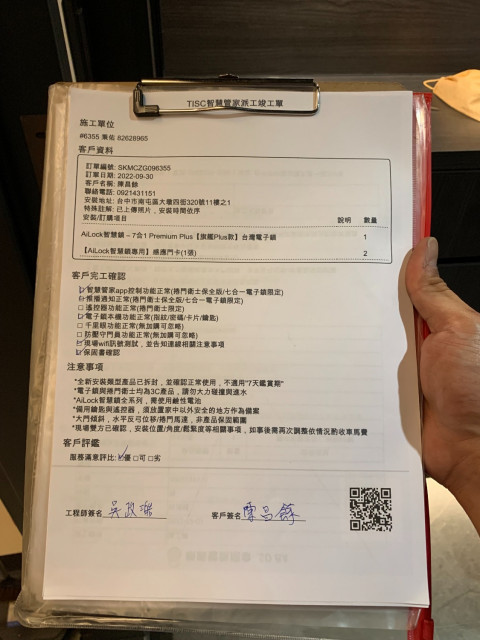 TISC智慧管家派工竣工單
施工單位
#6355 秉佑 82628965
客戶資料
訂單編號: SKMCZG096355
訂單日期: 2022-09-30
客戶名稱: 陳昌餘
聯絡電話: 0921431151
安裝地址: 台中市南屯區大墩四街320號11樓之1
特殊註解: 已上傳照片，安裝時間依序
安裝/訂購項目 說明 數量
AiLock智慧鎖 – 7合1 Premium Plus【旗艦Plus款】台灣電子鎖 1
【AiLock智慧鎖專用】感應門卡(1張) 2
客戶完工確認
☑智慧管家app控制功能正常(捲門衛士保全版/七合一電子鎖限定)
☑推播通知正常(捲門衛士保全版/七合一電子鎖限定)
□遙控器功能正常(捲門衛士限定)
☑電子鎖本機功能正常(指紋/密碼/卡片/鑰匙)
□千里眼功能正常(無加購可忽略)
□防壓守門員功能正常(無加購可忽略)
☑現場wifi訊號測試，並告知連線相關注意事項
☑保固書確認
注意事項
*全新安裝類型產品已拆封，並確認正常使用，不適用"7天鑑賞期"
*電子鎖與捲門衛士均為3C產品，請勿大力碰撞與進水
*AiLock智慧鎖全系列，需使用鹼性電池
*備用鑰匙與遙控器，須放置家中以外安全的地方作為備案
*大門傾斜，水平反弓位移/捲門馬達，非產品保固範圍
*現場雙方已確認，安裝位置/角度/鬆緊度等相關事項，如事後需再次調整依情況酌收車馬費
客戶評鑑
服務滿意評比: ☑優 □可 □劣
工程師簽名 吳政
客戶簽名 陳昌餘